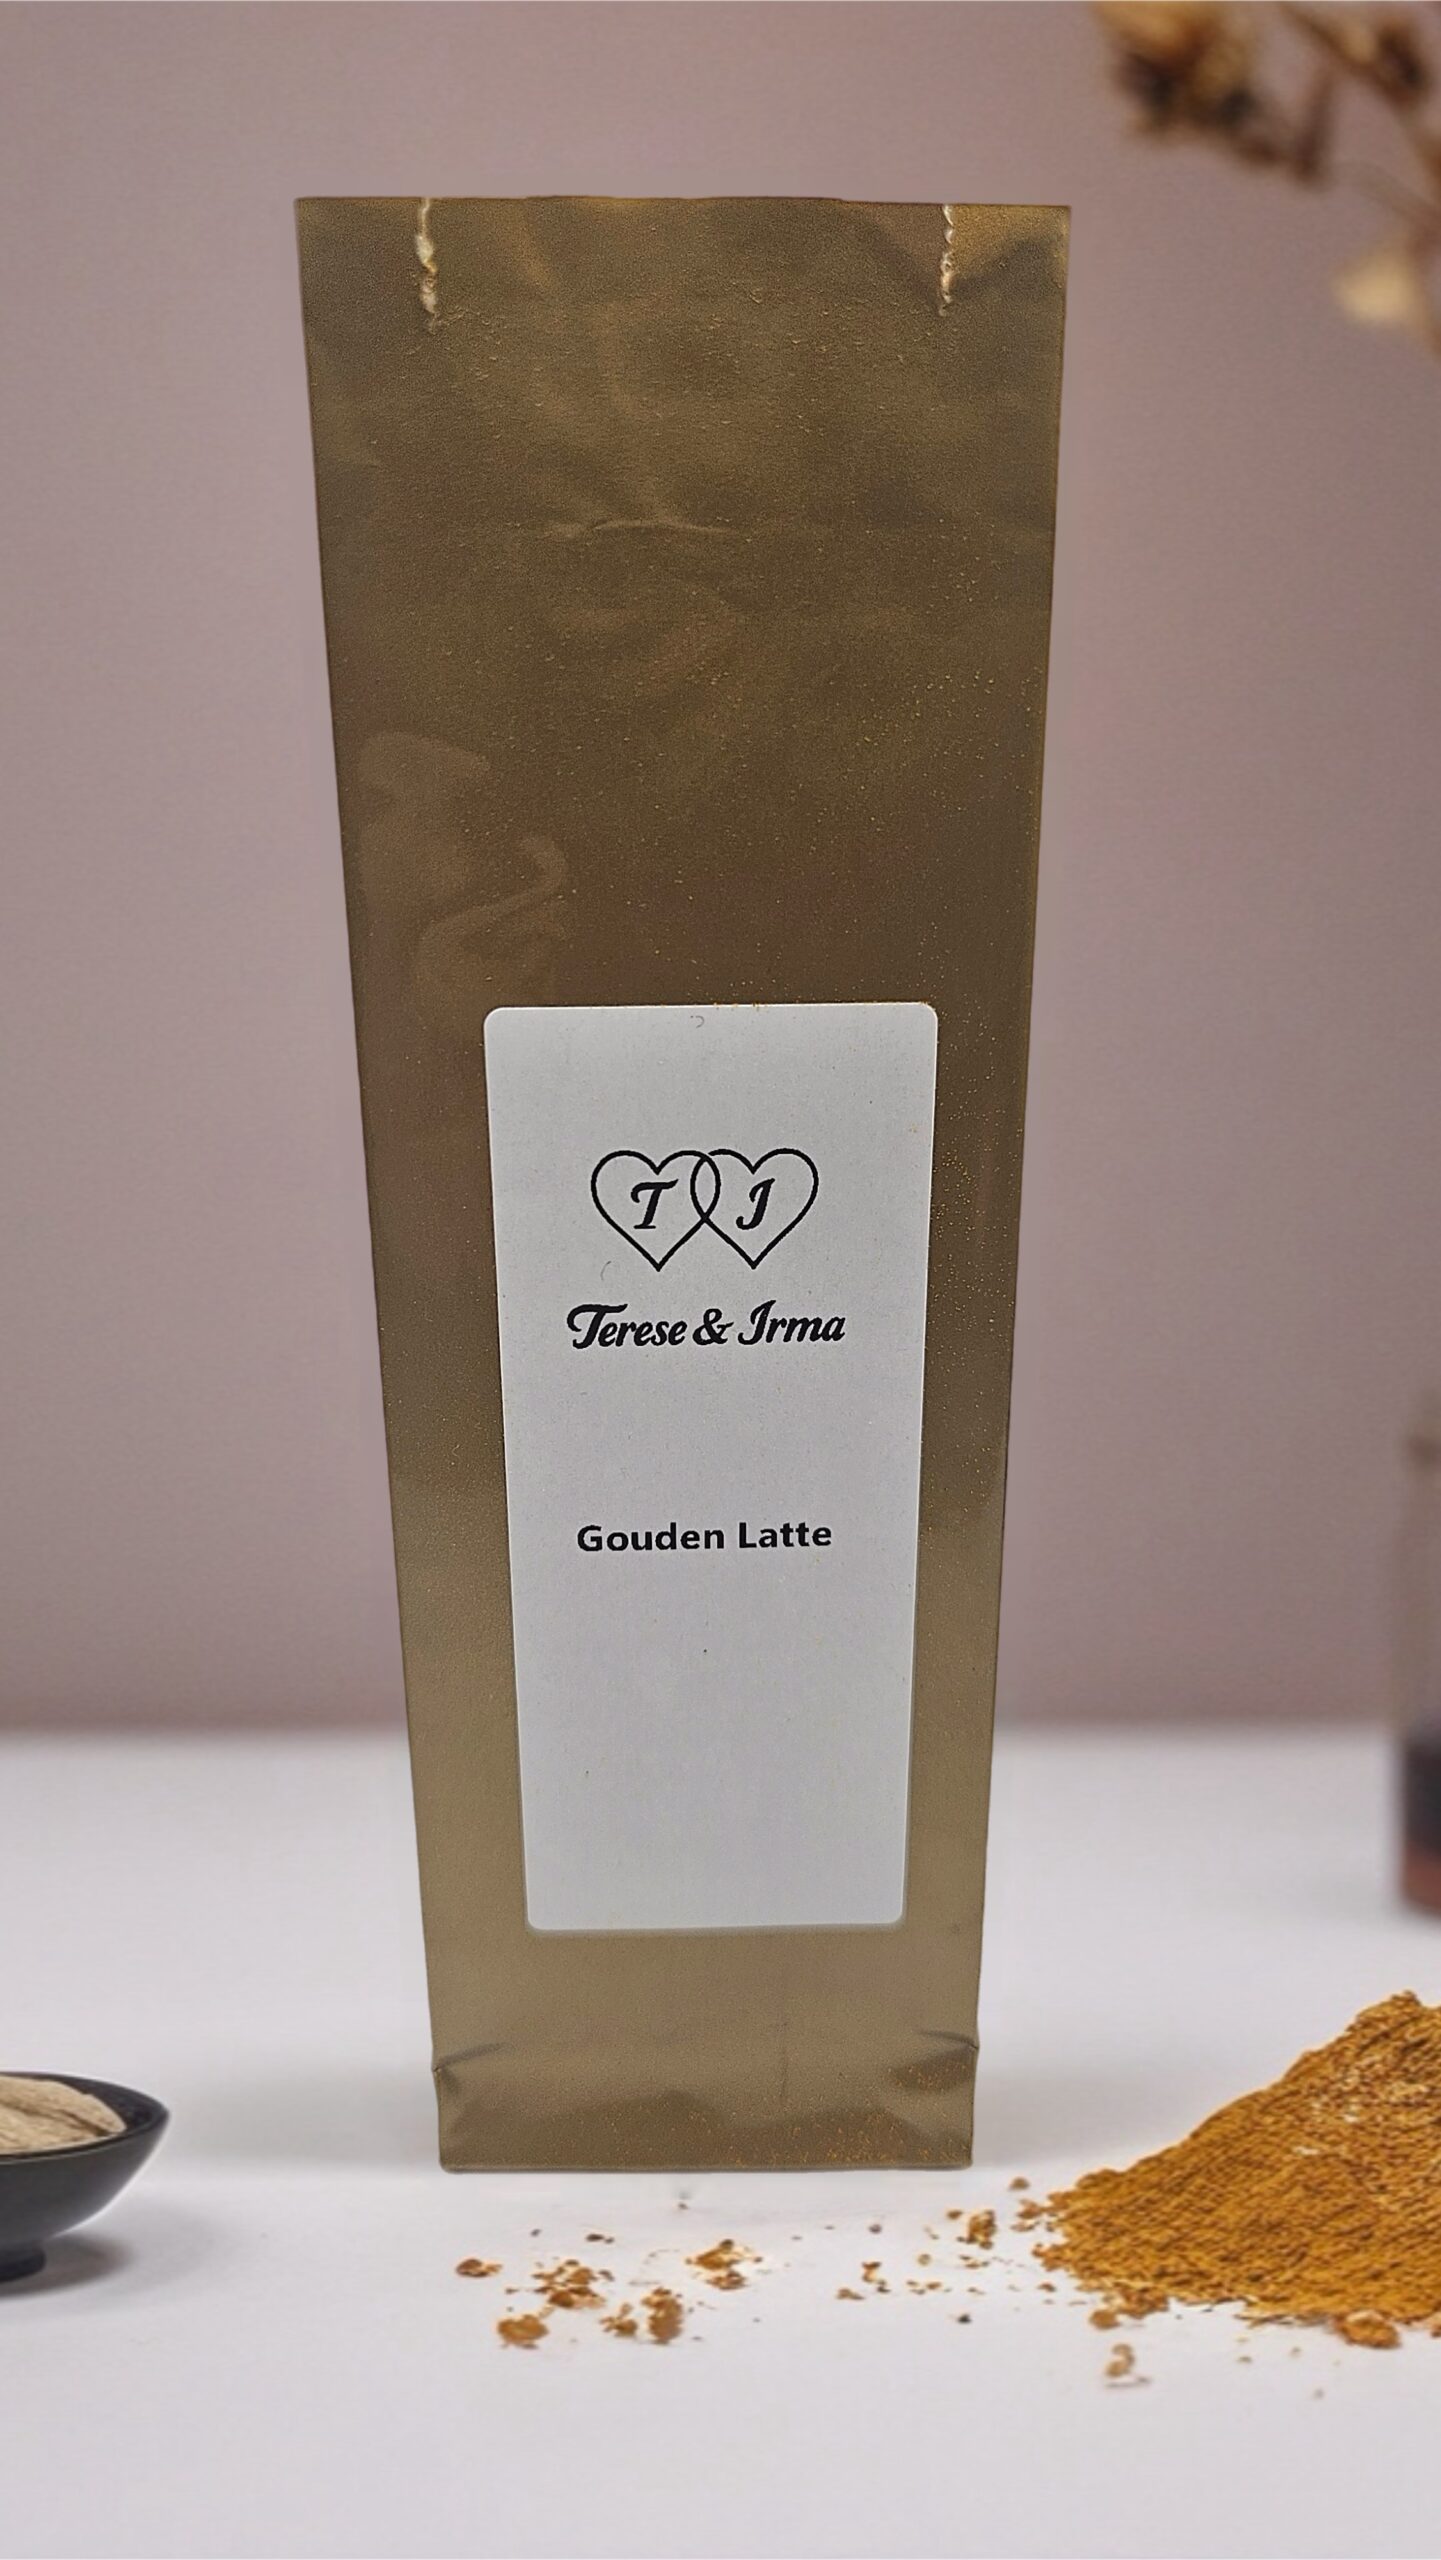 T J
Terese & Irma
Gouden Latte